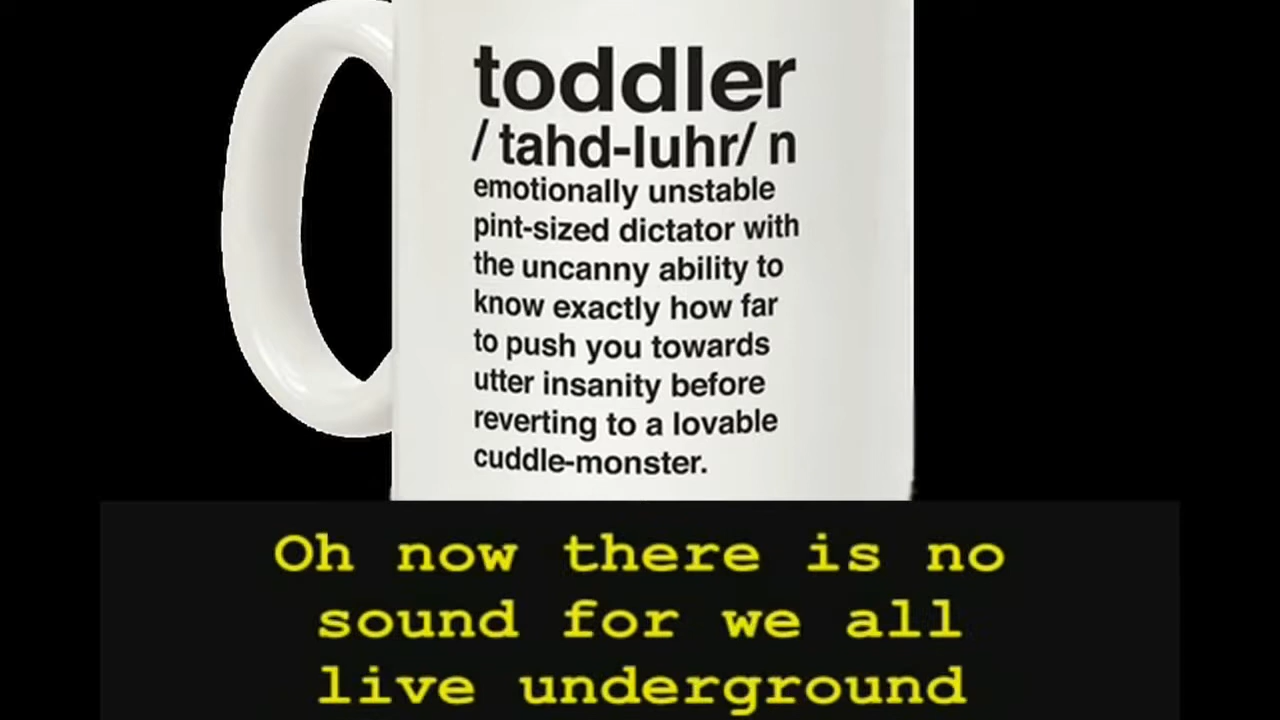 toddler
/tahd-luhr/ n
emotionally unstable
pint-sized dictator with
the uncanny ability to
know exactly how far
to push you towards
utter insanity before
reverting to a lovable
cuddle-monster.
Oh now there is no
sound for we all
live underground